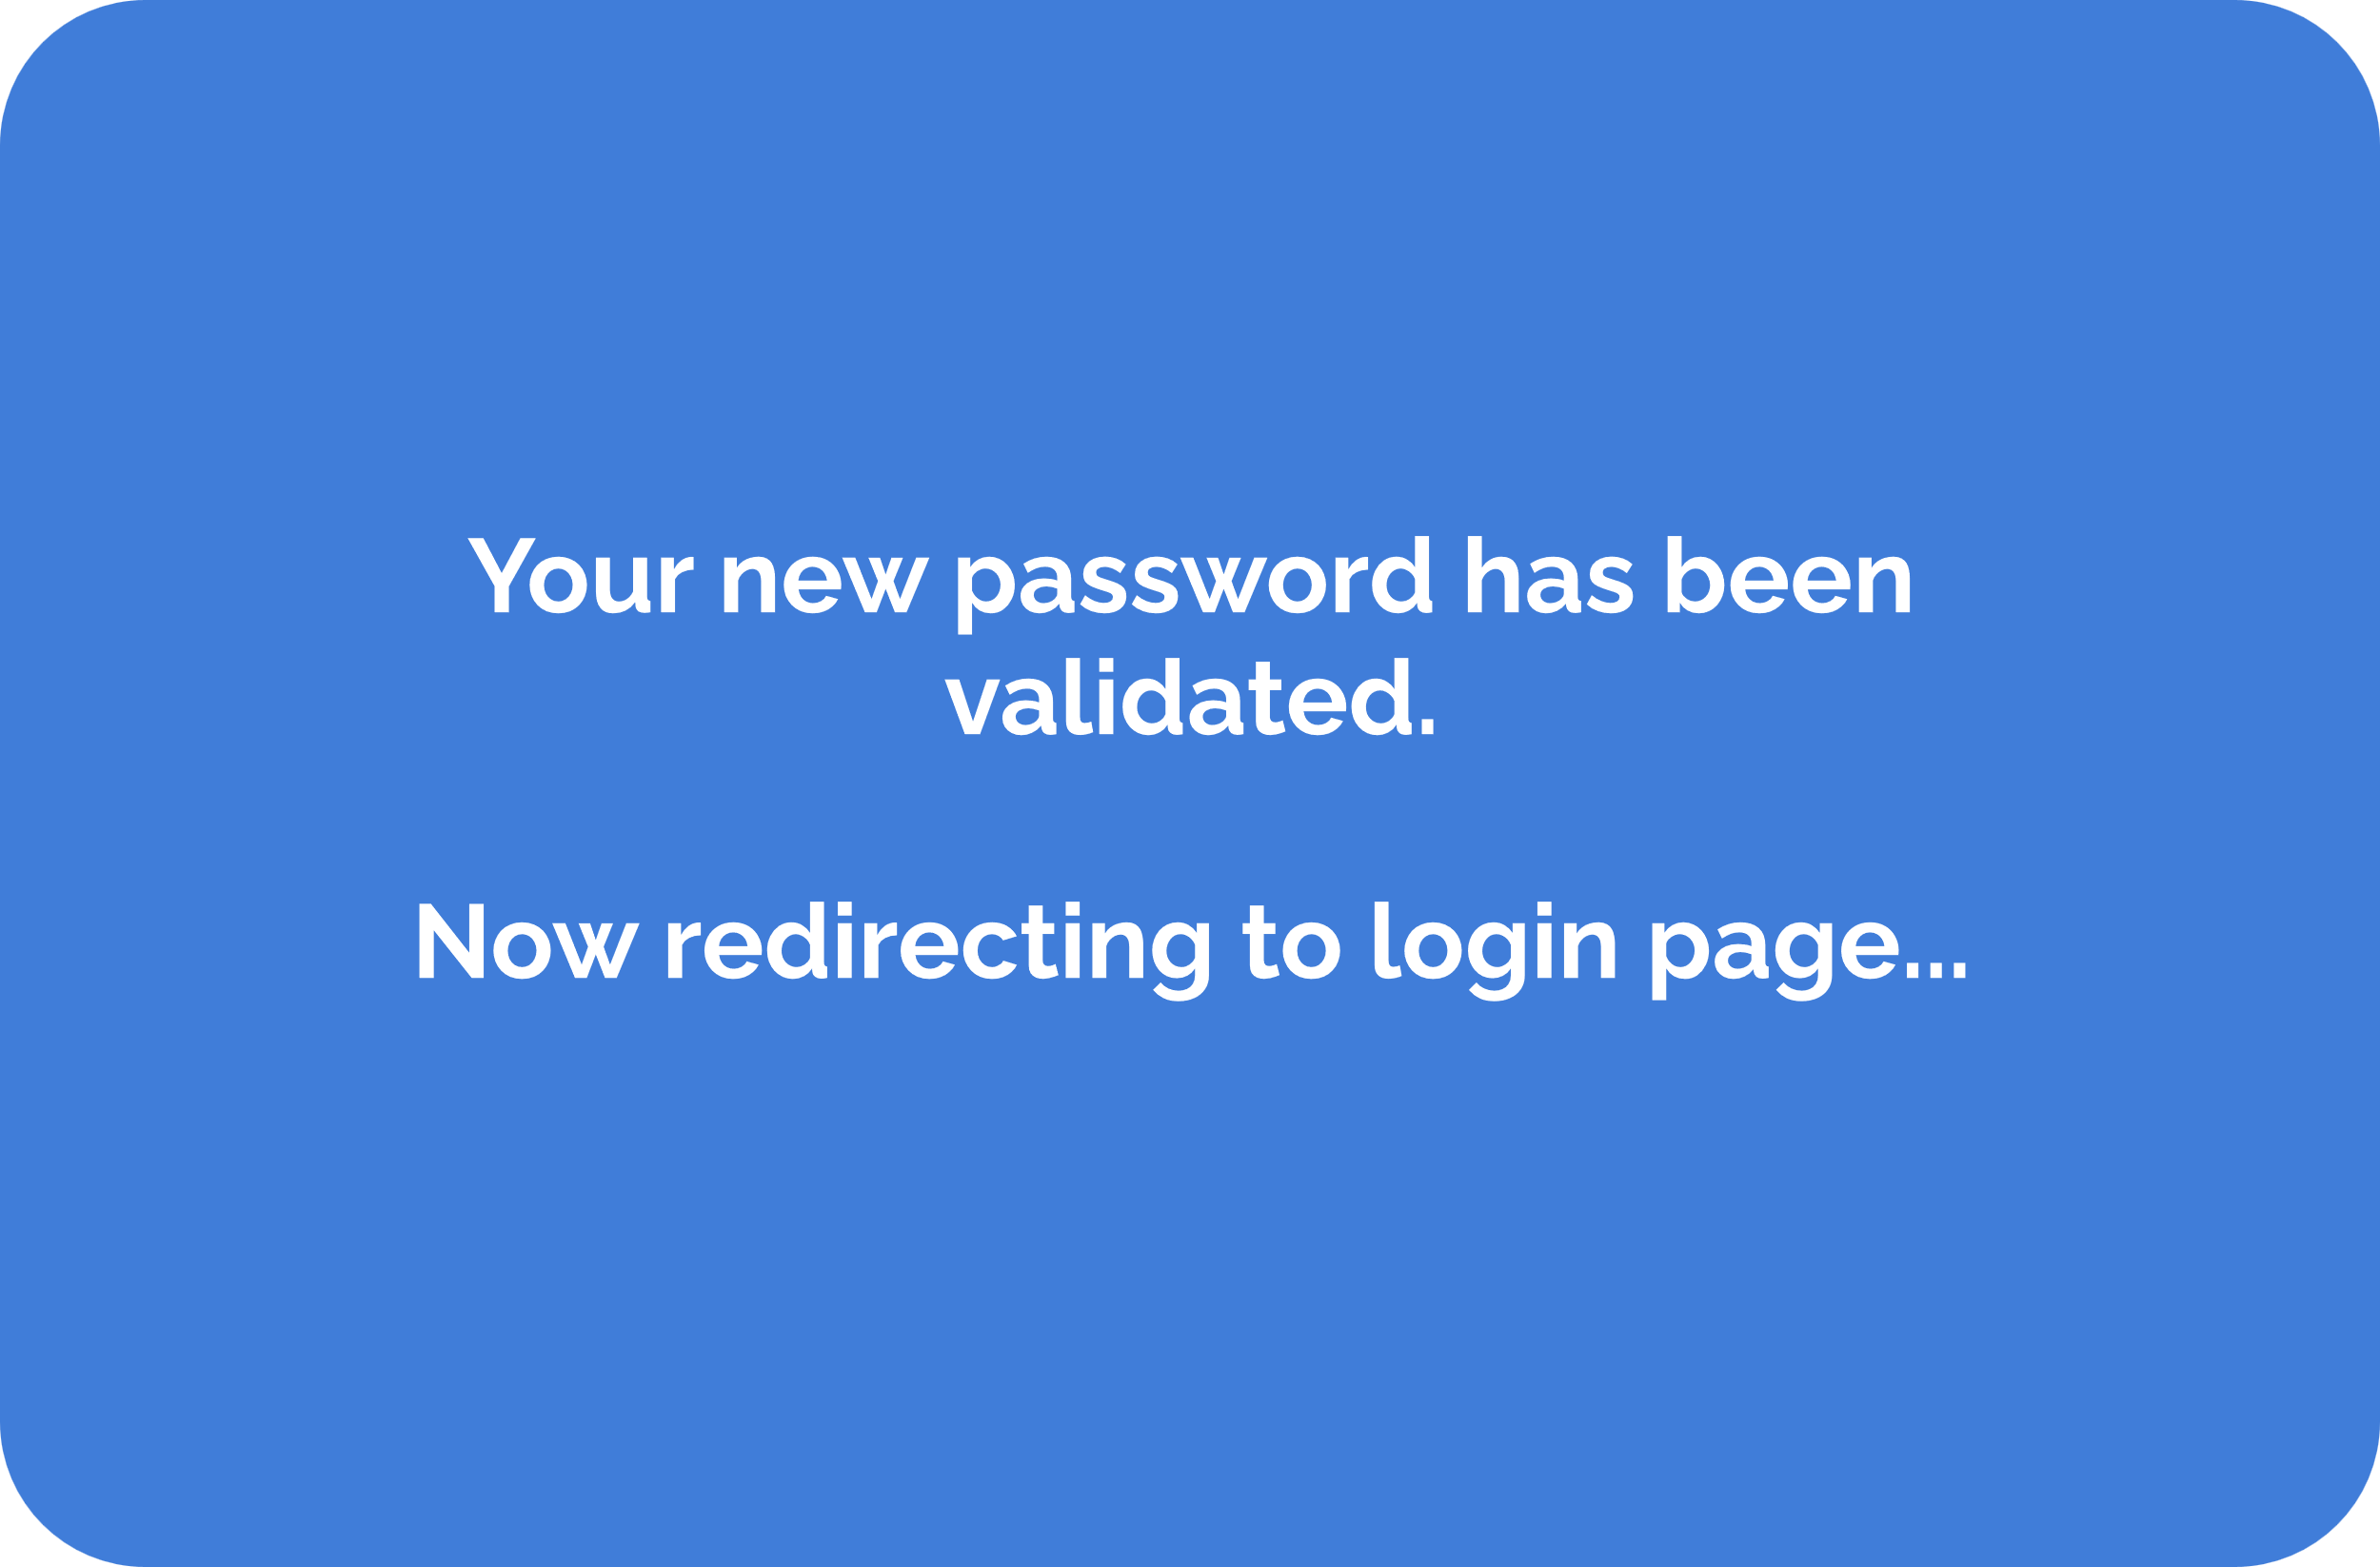 Your new password has been
validated.
Now redirecting to login page...